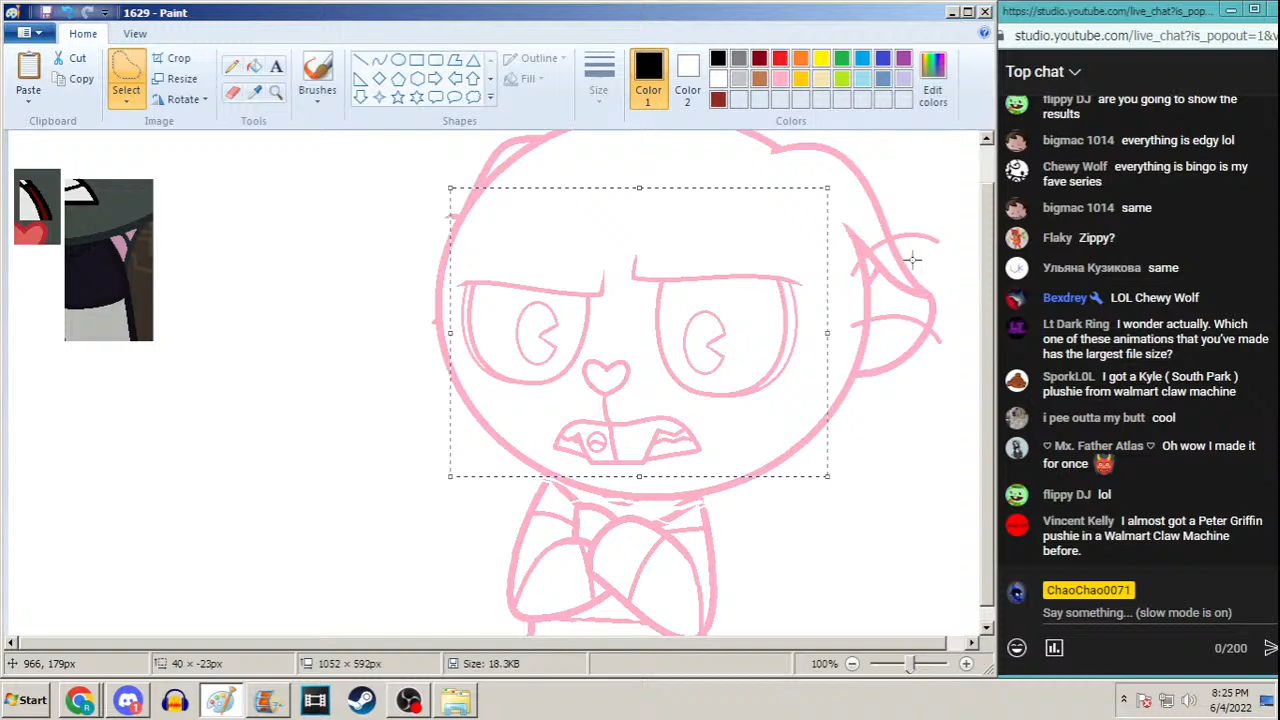 1629 - Paint
Home View
Paste
Cut
Copy
Clipboard
Select
Crop
Resize
Rotate
Image
Tools
Brushes
Shapes
Outline
Fill
Size
Color
1
Color
2
Edit
colors
Colors
966, 179px
40 × -23px
1052 × 592px
Size: 18.3KB
100%
Start
8:25 PM
6/4/2022
https://studio.youtube.com/live_chat?is_pop...
studio.youtube.com/live_chat?is_popout=1&v
Top chat
flippy DJ are you going to show the
results
bigmac 1014 everything is edgy lol
Chewy Wolf everything is bingo is my
fave series
bigmac 1014 same
Flaky Zippy?
Ульяна Кузикова same
Bexdrey LOL Chewy Wolf
Lt Dark Ring I wonder actually. Which
one of these animations that you've made
has the largest file size?
SporkL0L I got a Kyle ( South Park )
plushie from walmart claw machine
i pee outta my butt cool
♡ Mx. Father Atlas ♡ Oh wow I made it
for once 👹
flippy DJ lol
Vincent Kelly I almost got a Peter Griffin
pushie in a Walmart Claw Machine
before.
ChaoChao0071
Say something... (slow mode is on)
0/200